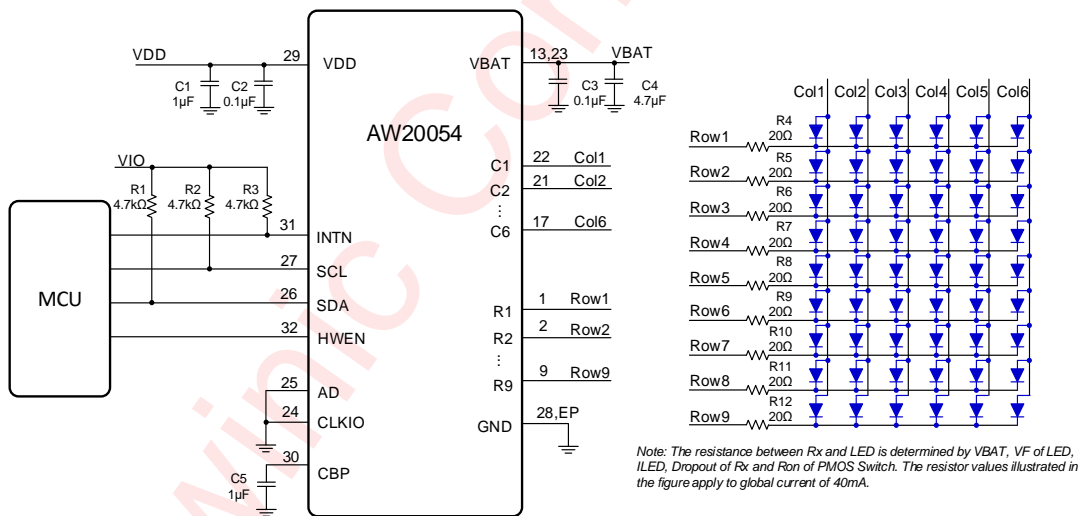 VDD
29
VDD
C1
1µF
C2
0.1µF
13,23
VBAT
VBAT
C3
0.1µF
C4
4.7µF
AW20054
VIO
R1
4.7kΩ
R2
4.7kΩ
R3
4.7kΩ
MCU
31
INTN
27
SCL
26
SDA
32
HWEN
25
AD
24
CLKIO
30
CBP
C5
1µF
C1
22
Col1
C2
21
Col2
⋮
C6
17
Col6
R1
1
Row1
R2
2
Row2
⋮
R9
9
Row9
GND
28,EP
Col1 Col2 Col3 Col4 Col5 Col6
Row1
R4
20Ω
Row2
R5
20Ω
Row3
R6
20Ω
Row4
R7
20Ω
Row5
R8
20Ω
Row6
R9
20Ω
Row7
R10
20Ω
Row8
R11
20Ω
Row9
R12
20Ω
Note: The resistance between Rx and LED is determined by VBAT, VF of LED,
ILED, Dropout of Rx and Ron of PMOS Switch. The resistor values illustrated in
the figure apply to global current of 40mA.
winic Co